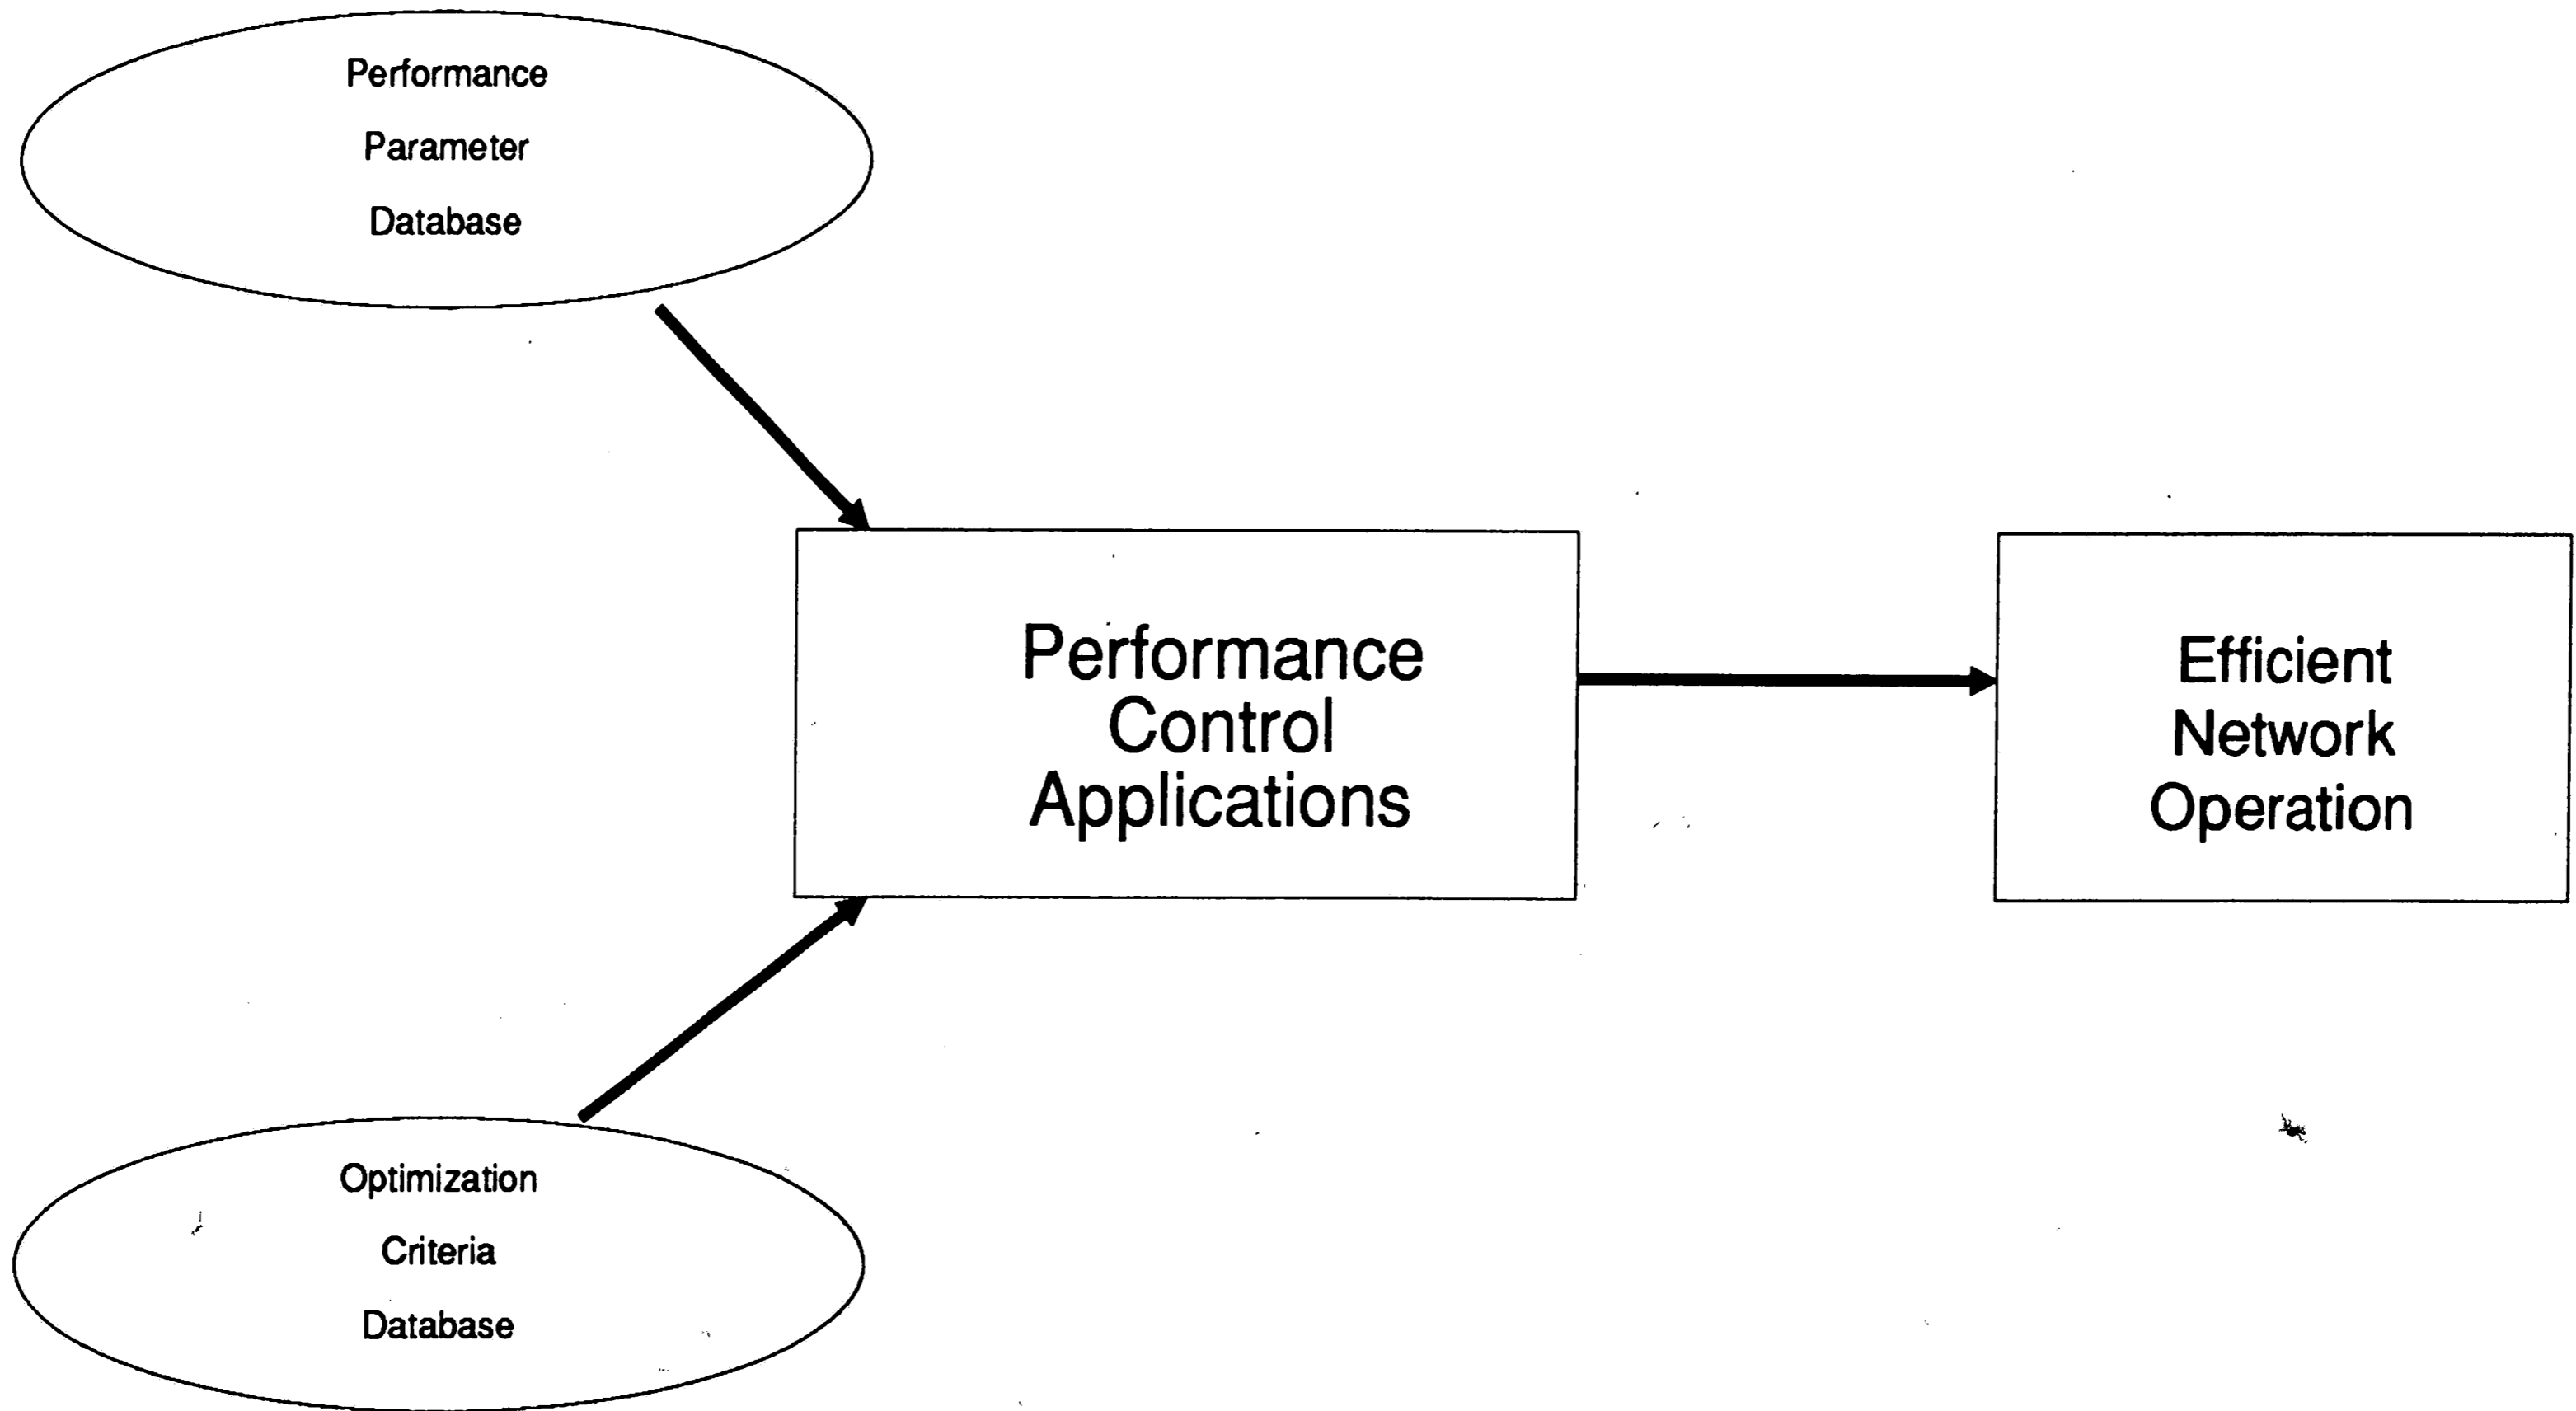 Performance
Parameter
Database
Performance
Control
Applications
Efficient
Network
Operation
Optimization
Criteria
Database